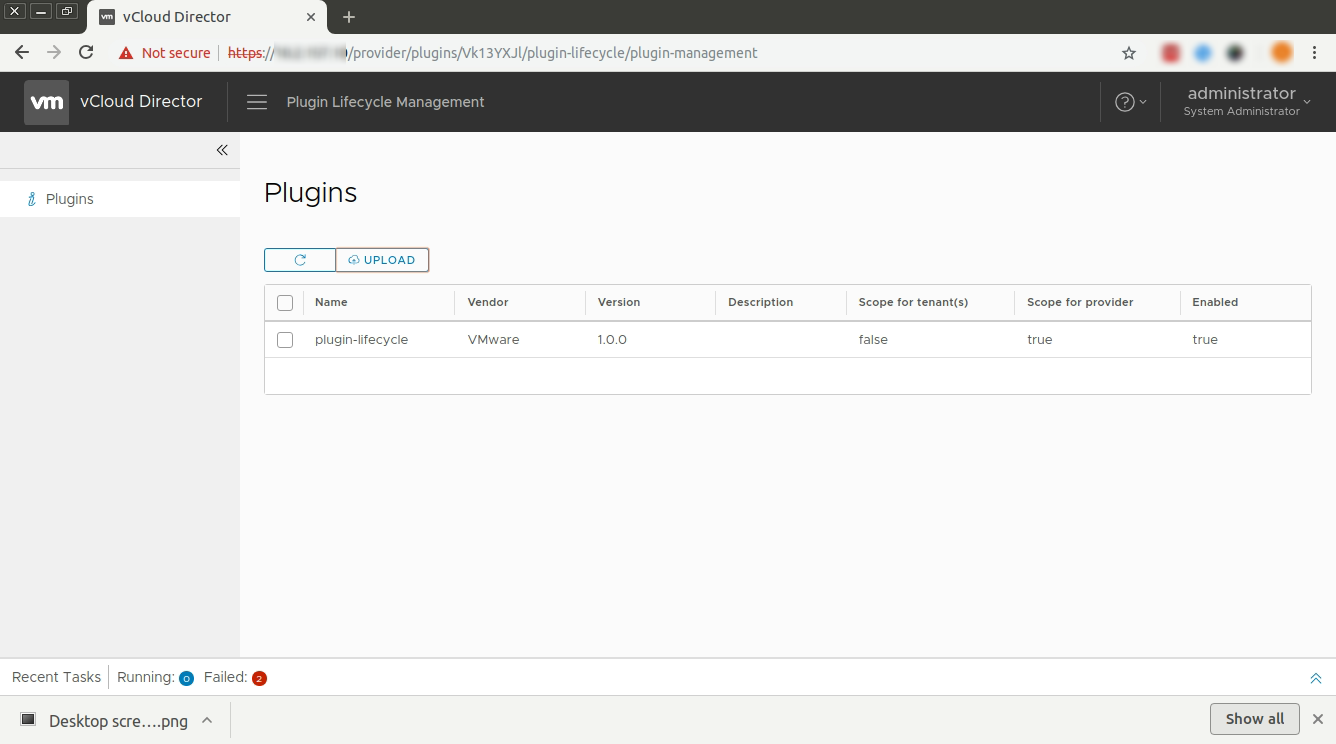 vm vCloud Director
Not secure https:// /provider/plugins/Vk13YXJl/plugin-lifecycle/plugin-management
vm vCloud Director Plugin Lifecycle Management ? administrator
System Administrator
Plugins
Plugins
UPLOAD
Name Vendor Version Description Scope for tenant(s) Scope for provider Enabled
plugin-lifecycle VMware 1.0.0 false true true
Recent Tasks Running: 0 Failed: 2
Desktop scre....png Show all